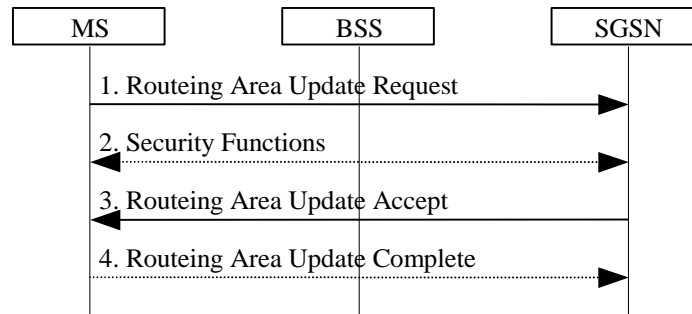 MS BSS SGSN
1. Routeing Area Update Request
2. Security Functions
3. Routeing Area Update Accept
4. Routeing Area Update Complete